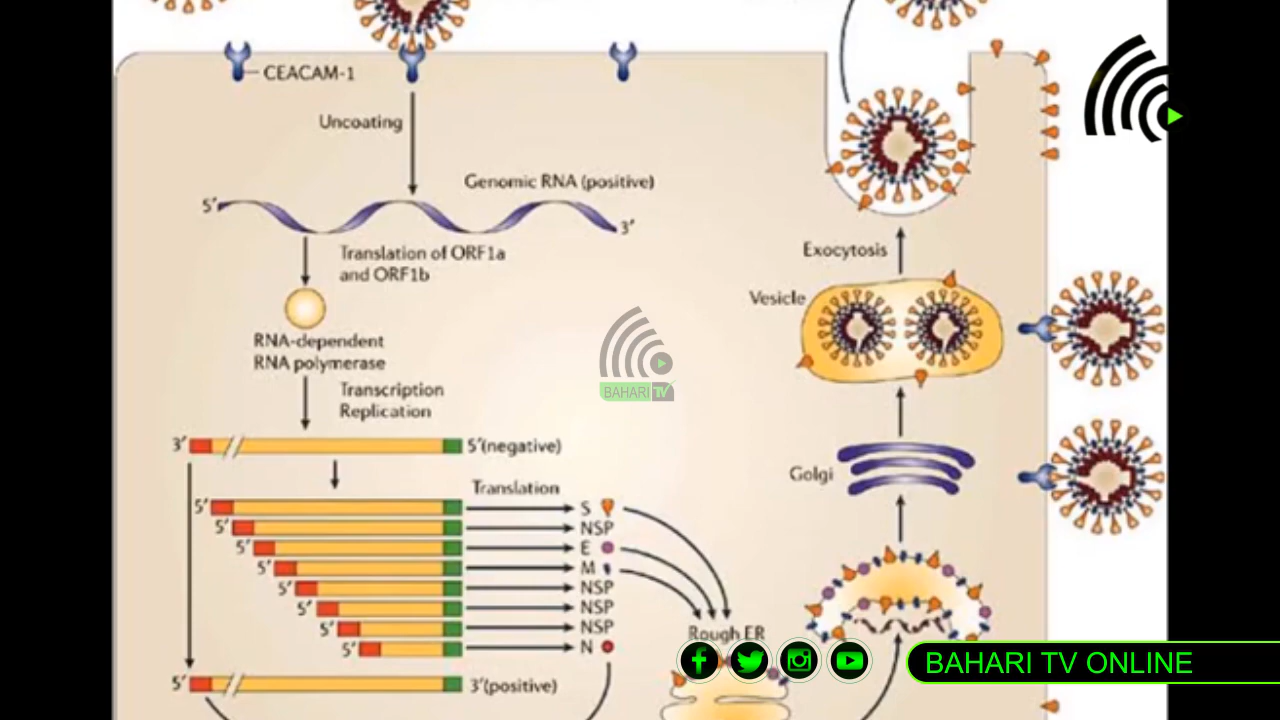 CEACAM-1
Uncoating
Genomic RNA (positive)
5′
3′
Translation of ORF1a
and ORF1b
RNA-dependent
RNA polymerase
Transcription
Replication
3′
5′(negative)
Translation
5′
S
5′
NSP
5′
E
5′
M
5′
NSP
5′
NSP
5′
NSP
5′
N
5′
3′(positive)
Exocytosis
Vesicle
Golgi
Rough ER
BAHARI TV
BAHARI TV ONLINE